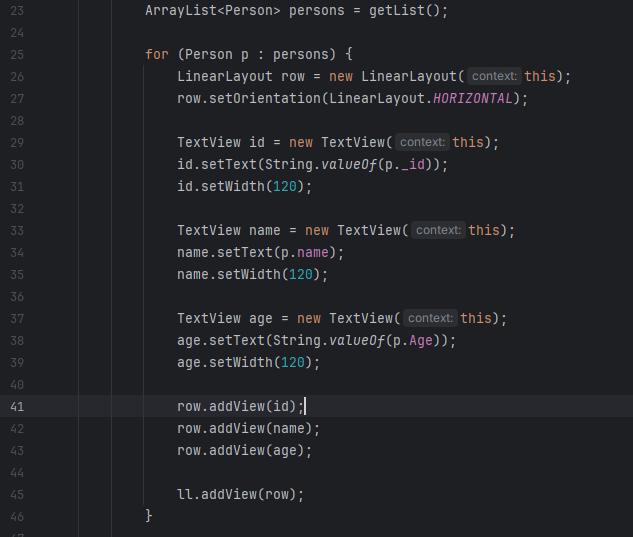 23 ArrayList<Person> persons = getList();
24
25 for (Person p : persons) {
26 LinearLayout row = new LinearLayout( context: this);
27 row.setOrientation(LinearLayout.HORIZONTAL);
28
29 TextView id = new TextView( context: this);
30 id.setText(String.valueOf(p._id));
31 id.setWidth(120);
32
33 TextView name = new TextView( context: this);
34 name.setText(p.name);
35 name.setWidth(120);
36
37 TextView age = new TextView( context: this);
38 age.setText(String.valueOf(p.Age));
39 age.setWidth(120);
40
41 row.addView(id);
42 row.addView(name);
43 row.addView(age);
44
45 ll.addView(row);
46 }